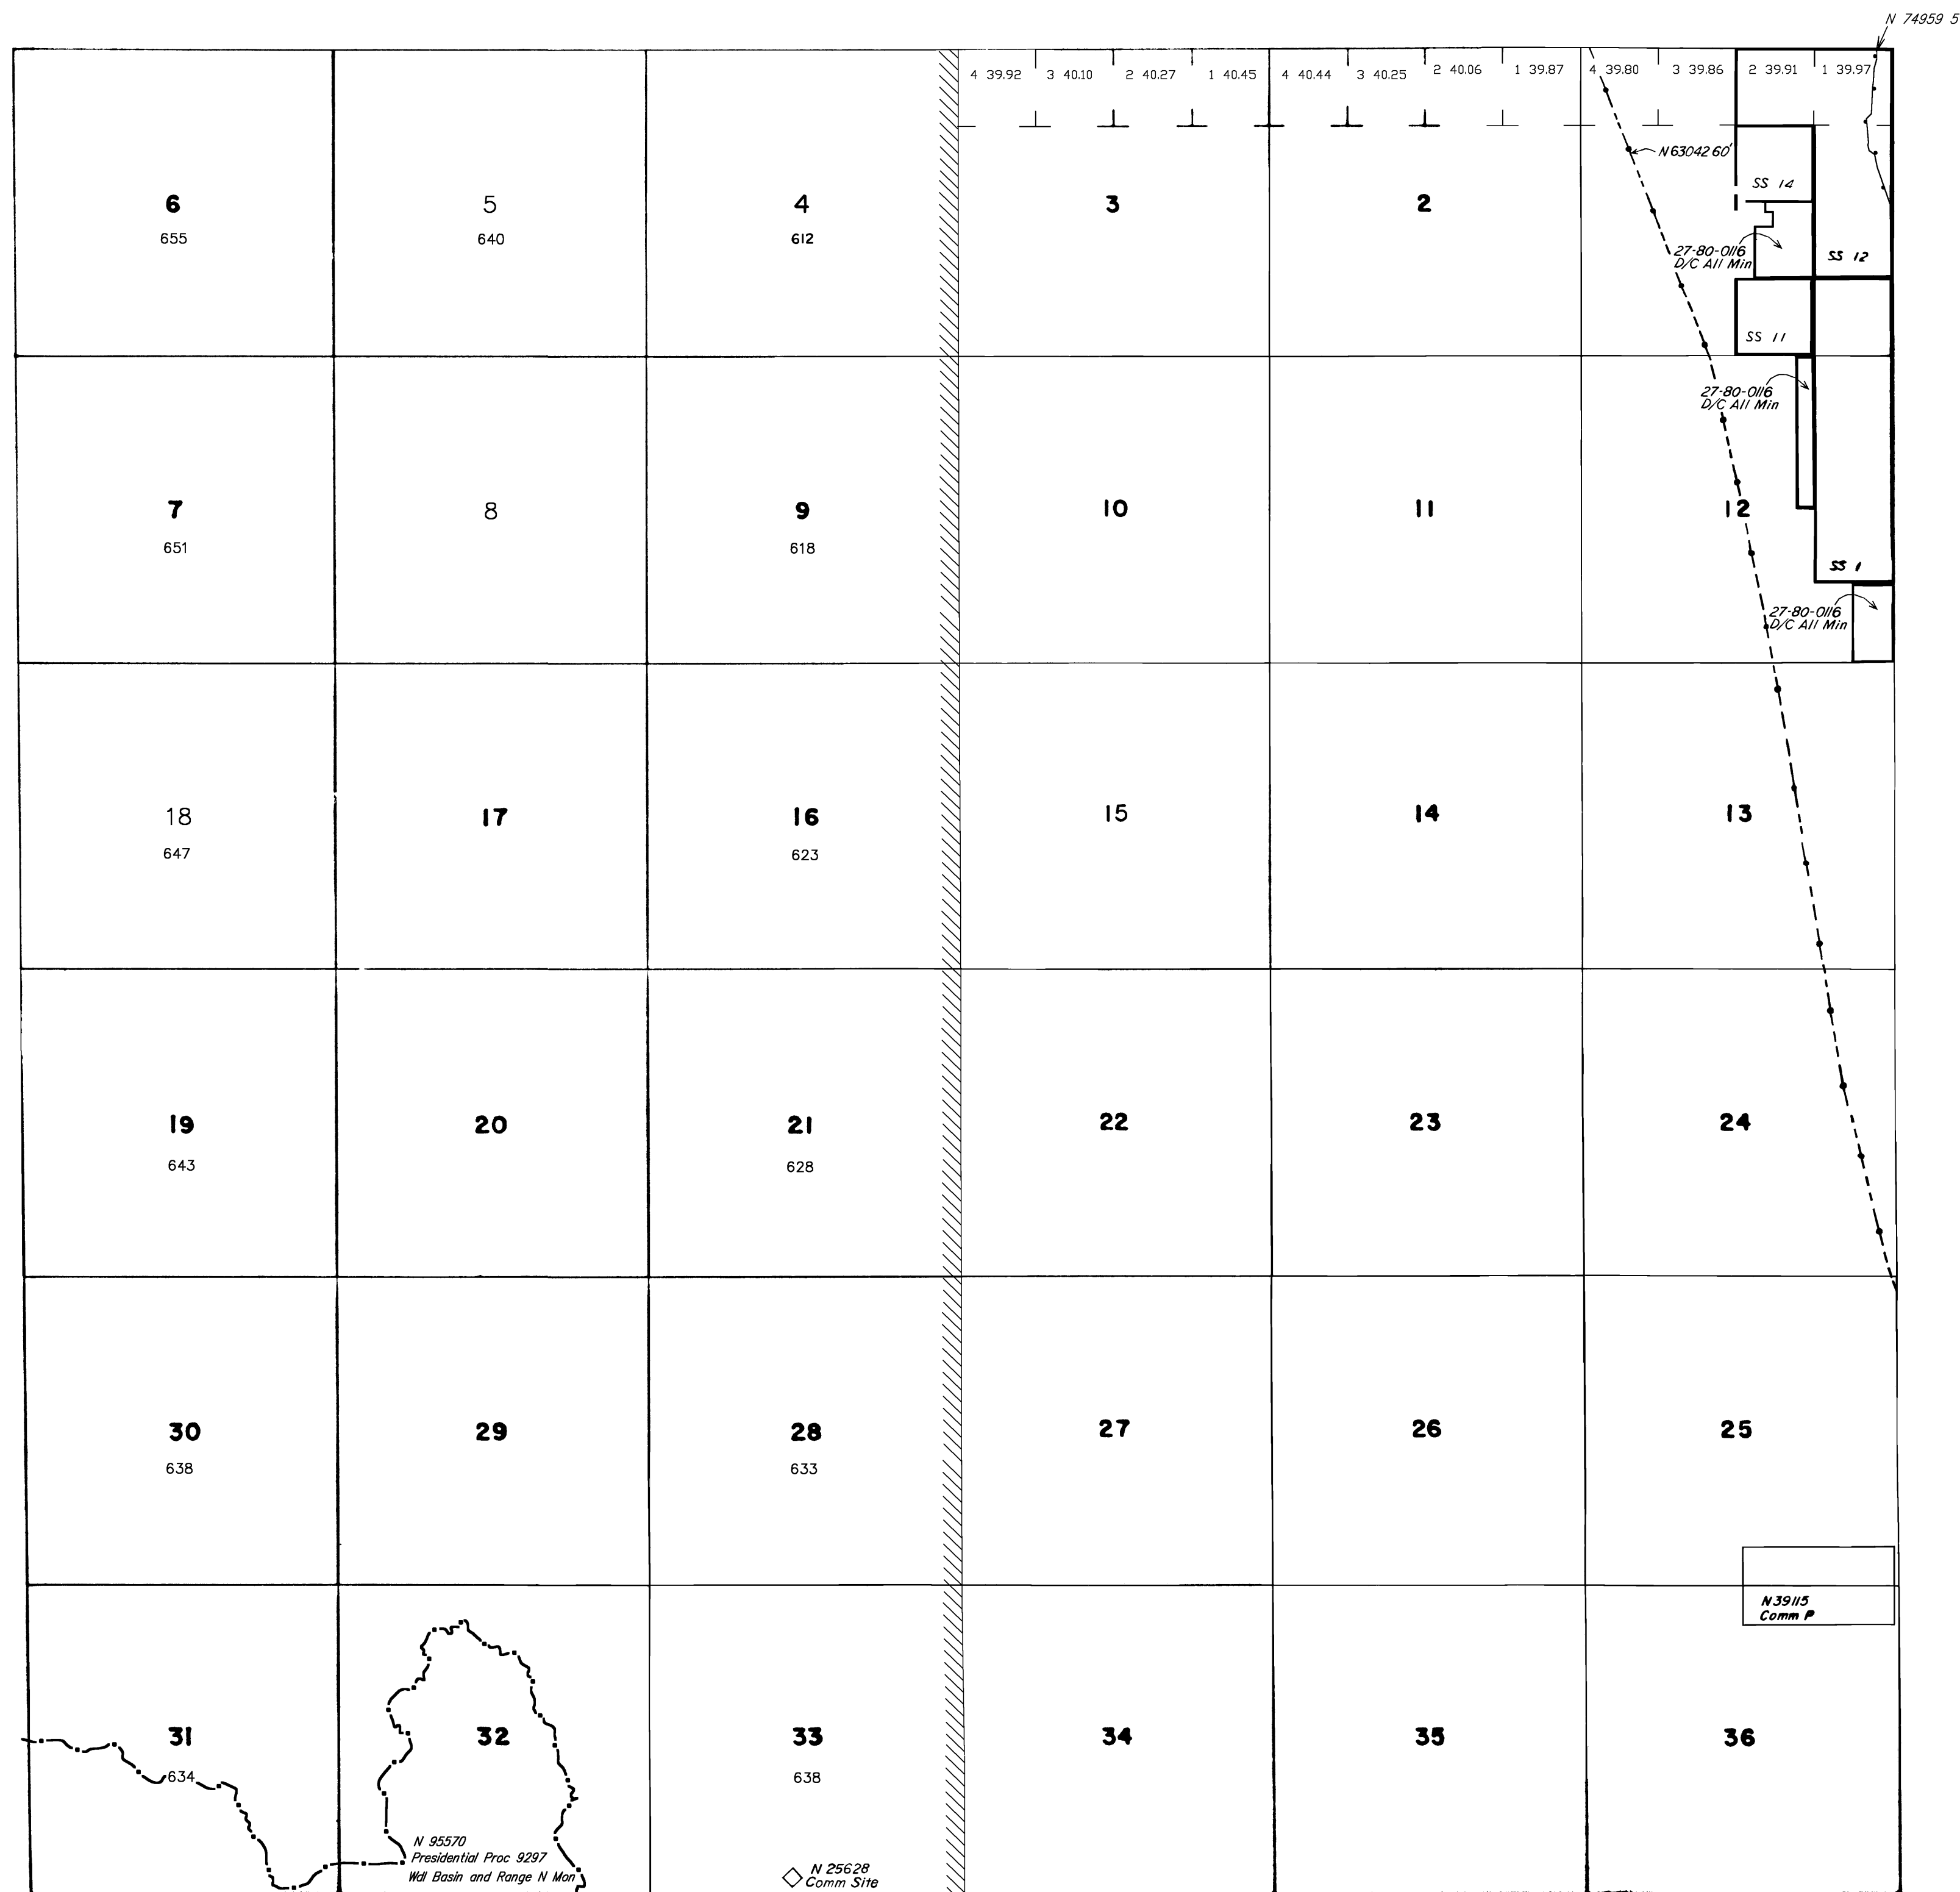 N 74959 5
4 39.92 3 40.10 2 40.27 1 40.45 4 40.44 3 40.25 2 40.06 1 39.87 4 39.80 3 39.86 2 39.91 1 39.97
N63042 60'
SS 14
6 5 4 3 2 1
655 640 612
27-80-0116
D/C All Min
SS 12
SS 11
27-80-0116
D/C All Min
7 8 9 10 11 12
651 618
SS 1
27-80-0116
D/C All Min
18 17 16 15 14 13
647 623
19 20 21 22 23 24
643 628
30 29 28 27 26 25
638 633
N39115
Comm P
31 32 33 34 35 36
634 638
N 95570
Presidential Proc 9297
Wdl Basin and Range N Mon
N 25628
Comm Site